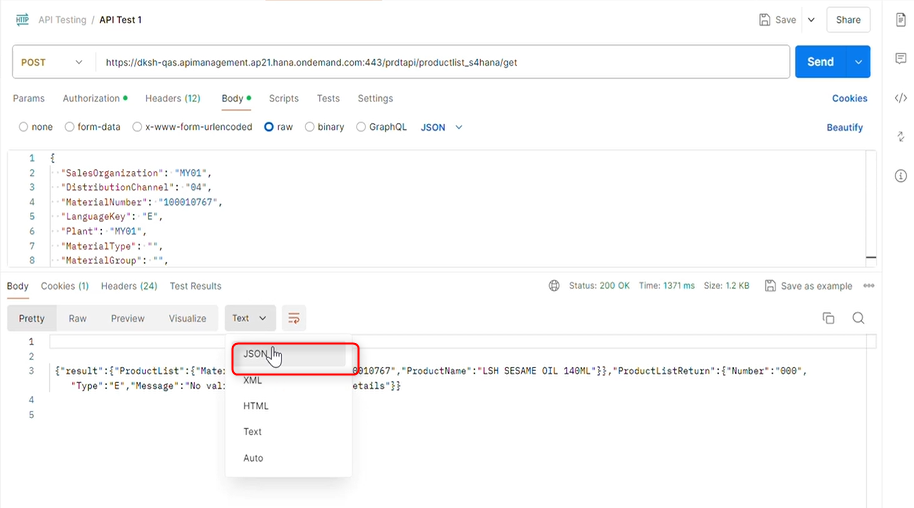 HTTP API Testing / API Test 1 Save Share
POST https://dksh-qas.apimanagement.ap21.hana.ondemand.com:443/prdtapi/productlist_s4hana/get Send
Params Authorization Headers (12) Body Scripts Tests Settings Cookies
none form-data x-www-form-urlencoded raw binary GraphQL JSON Beautify
1 {
2 "SalesOrganization": "MY01",
3 "DistributionChannel": "04",
4 "MaterialNumber": "100010767",
5 "LanguageKey": "E",
6 "Plant": "MY01",
7 "MaterialType": "",
8 "MaterialGroup": "",
Body Cookies (1) Headers (24) Test Results Status: 200 OK Time: 1371 ms Size: 1.2 KB Save as example
Pretty Raw Preview Visualize Text
1
2
3 {"result":{"ProductList":{"Mate 0010767","ProductName":"LSH SESAME OIL 140ML"}},"ProductListReturn":{"Number":"000",
"Type":"E","Message":"No vali etails"}}
4
5
JSON
XML
HTML
Text
Auto